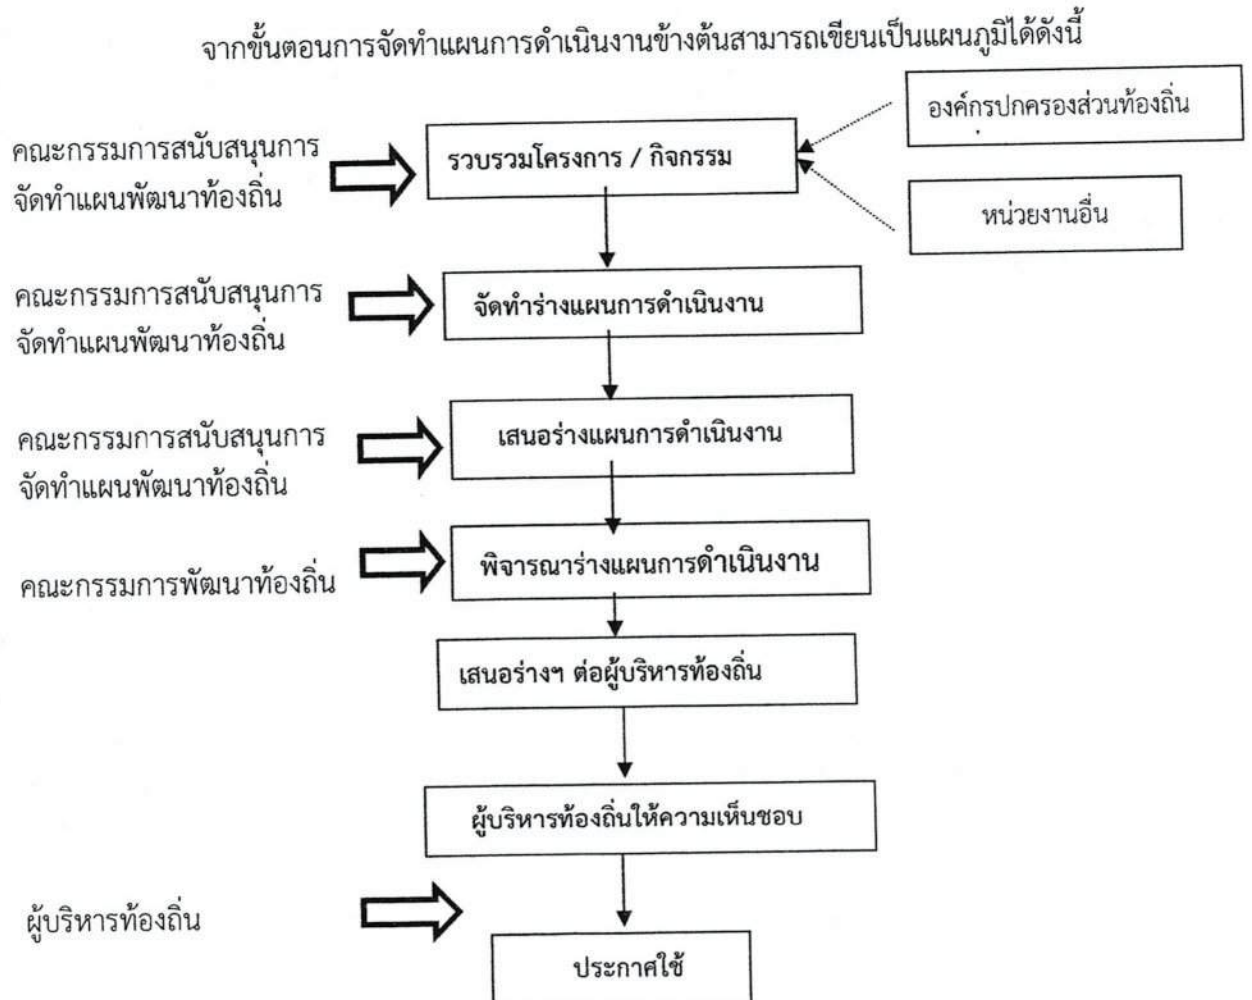 จากขั้นตอนการจัดทำแผนการดำเนินงานข้างต้นสามารถเขียนเป็นแผนภูมิได้ดังนี้
องค์กรปกครองส่วนท้องถิ่น
คณะกรรมการสนับสนุนการ
จัดทำแผนพัฒนาท้องถิ่น
รวบรวมโครงการ / กิจกรรม
หน่วยงานอื่น
คณะกรรมการสนับสนุนการ
จัดทำแผนพัฒนาท้องถิ่น
จัดทำร่างแผนการดำเนินงาน
คณะกรรมการสนับสนุนการ
จัดทำแผนพัฒนาท้องถิ่น
เสนอร่างแผนการดำเนินงาน
คณะกรรมการพัฒนาท้องถิ่น
พิจารณาร่างแผนการดำเนินงาน
เสนอร่างฯ ต่อผู้บริหารท้องถิ่น
ผู้บริหารท้องถิ่นให้ความเห็นชอบ
ผู้บริหารท้องถิ่น
ประกาศใช้